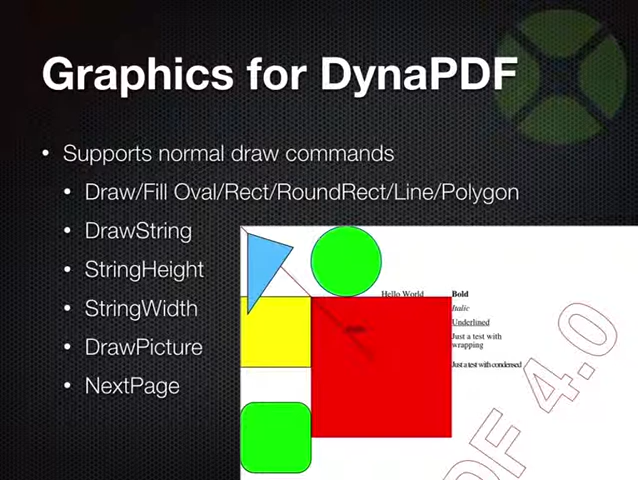 Graphics for DynaPDF
• Supports normal draw commands
• Draw/Fill Oval/Rect/RoundRect/Line/Polygon
• DrawString
• StringHeight
• StringWidth
• DrawPicture
• NextPage
Hello World
Bold
Italic
Underlined
Just a test with
wrapping
Just a test with condensed
DF 4.0